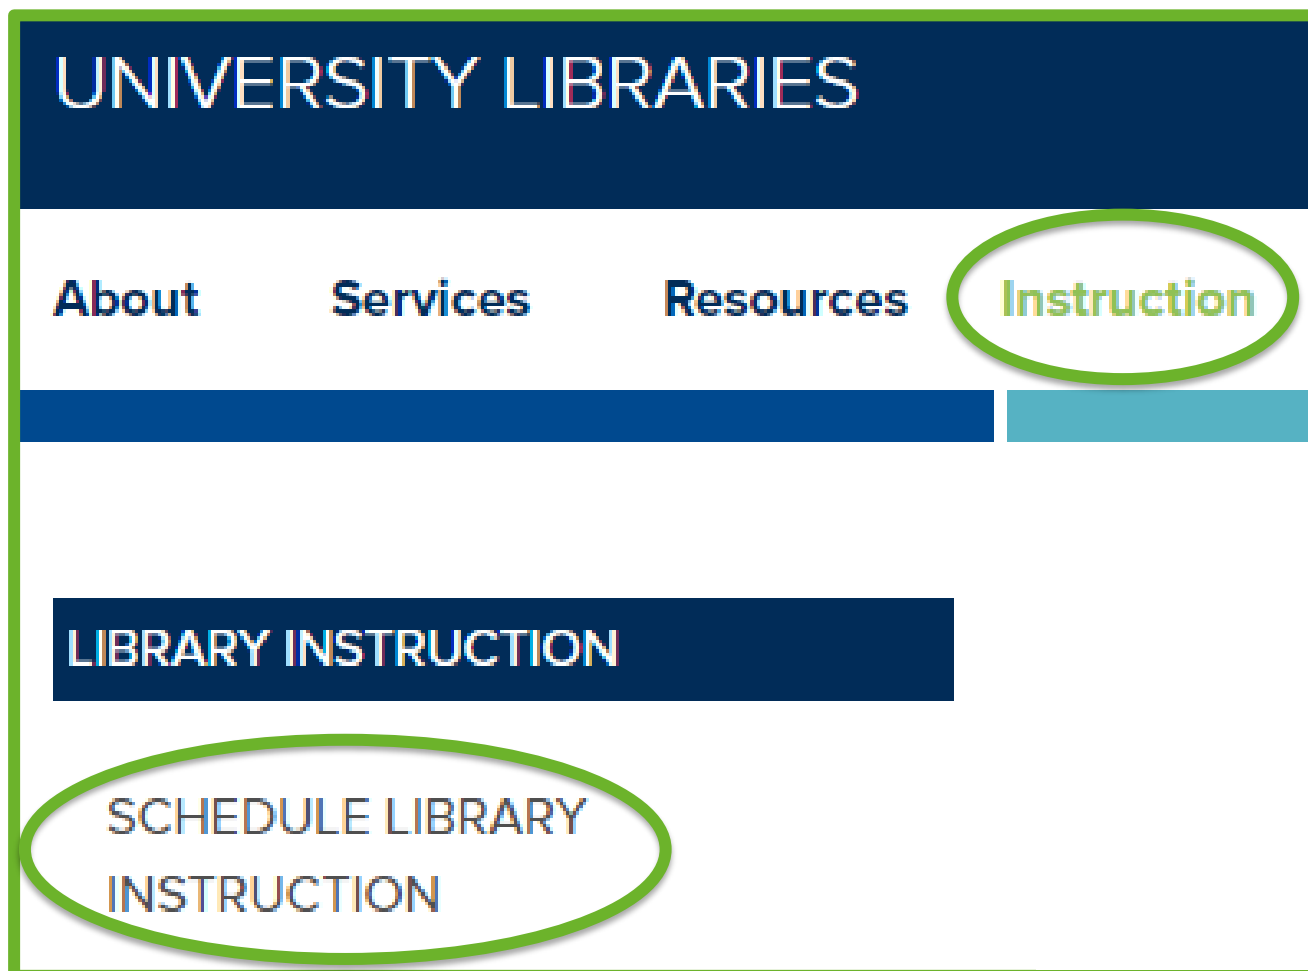 UNIVERSITY LIBRARIES
About Services Resources Instruction
LIBRARY INSTRUCTION
SCHEDULE LIBRARY
INSTRUCTION